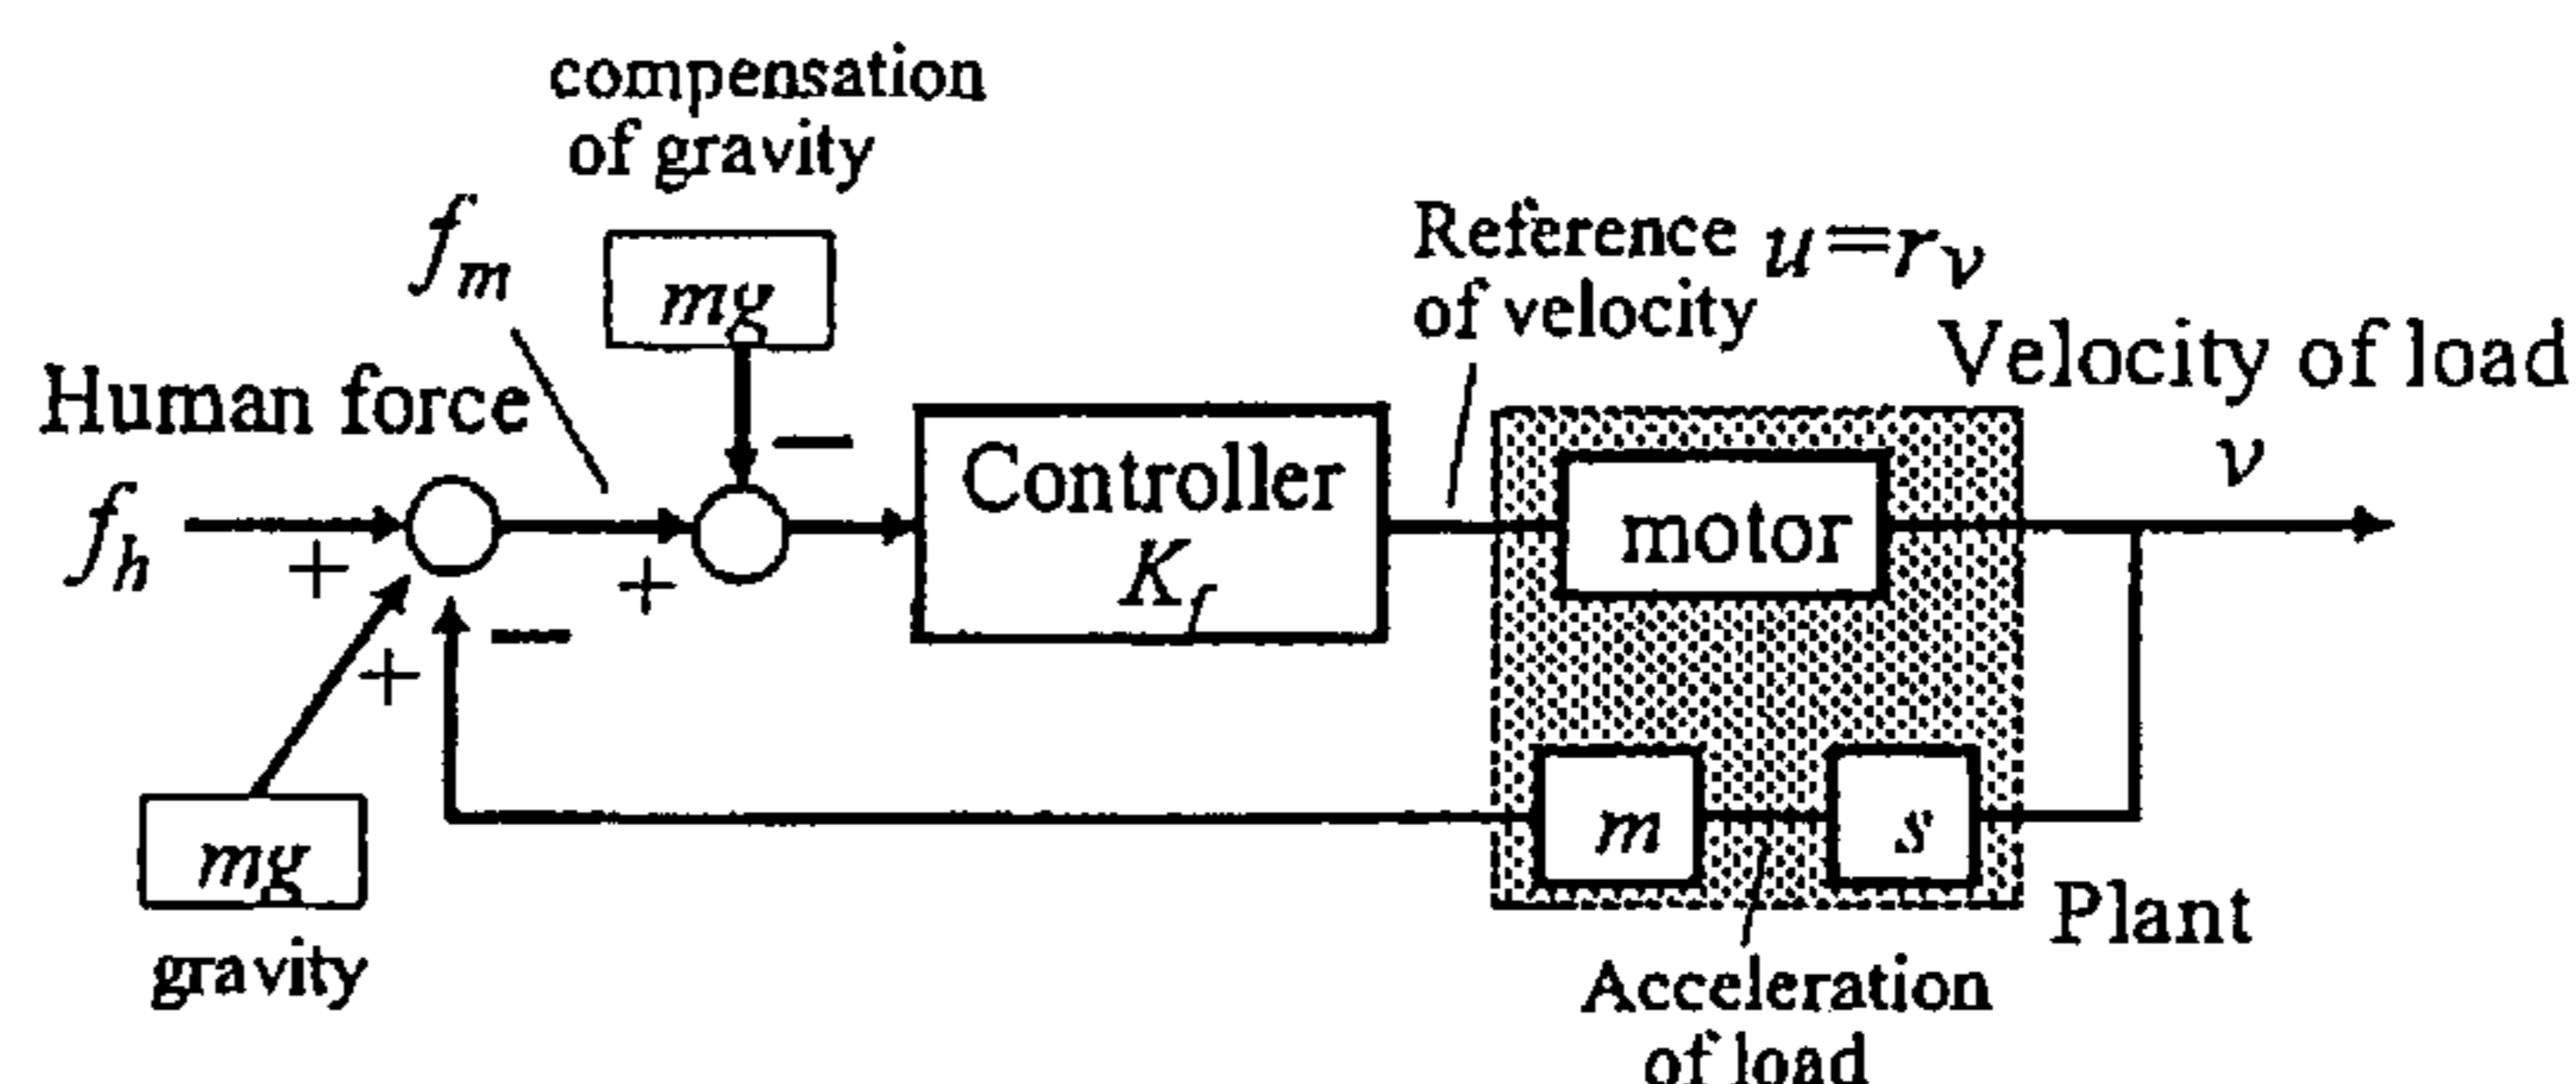 compensation
of gravity
f_m
mg
Reference u=r_v
of velocity
Velocity of load
v
Human force
f_h
+
+
−
Controller
K_f
motor
+
−
mg
gravity
m
s
Plant
Acceleration
of load